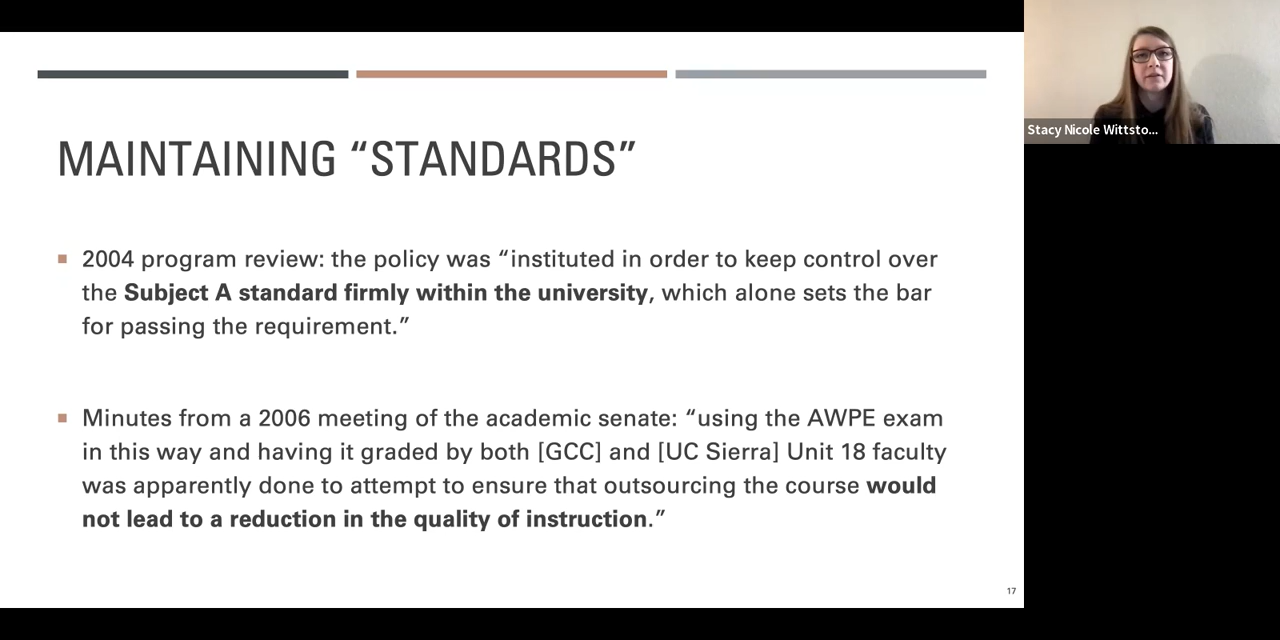 MAINTAINING “STANDARDS”
2004 program review: the policy was “instituted in order to keep control over
the Subject A standard firmly within the university, which alone sets the bar
for passing the requirement.”
Minutes from a 2006 meeting of the academic senate: “using the AWPE exam
in this way and having it graded by both [GCC] and [UC Sierra] Unit 18 faculty
was apparently done to attempt to ensure that outsourcing the course would
not lead to a reduction in the quality of instruction.”
17
Stacy Nicole Wittsto...